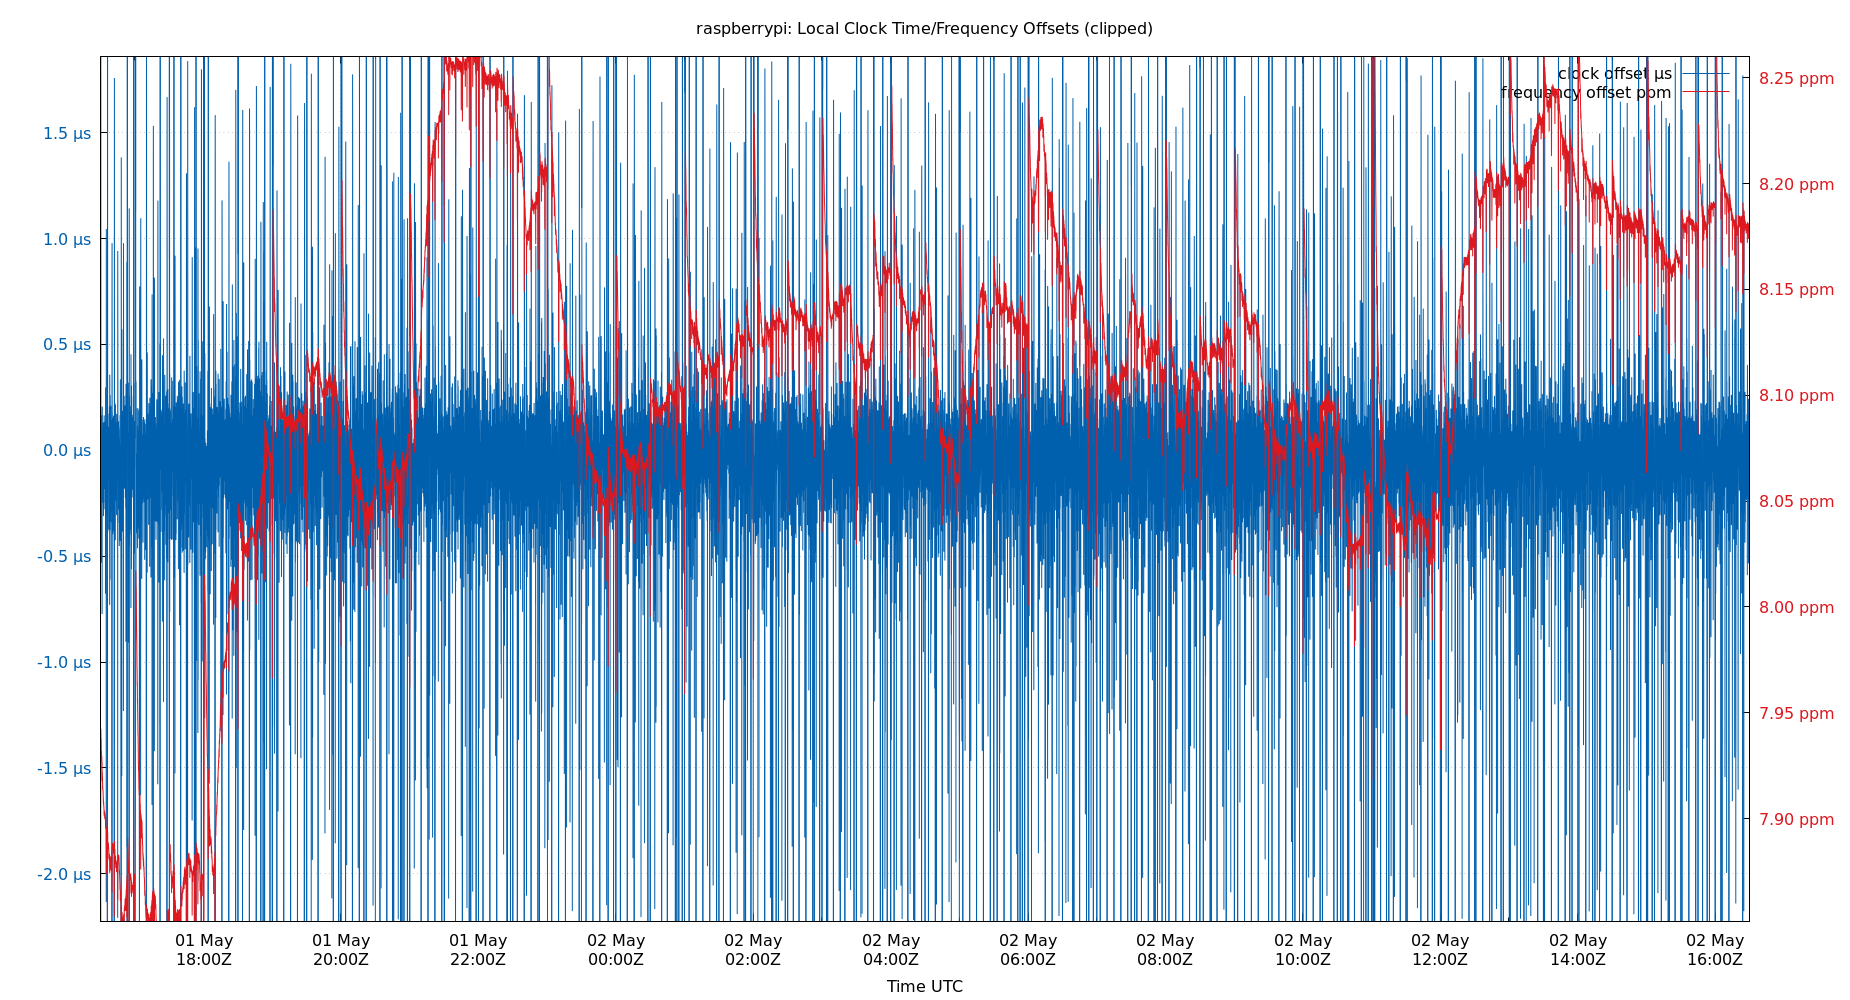 raspberrypi: Local Clock Time/Frequency Offsets (clipped)
clock offset µs
frequency offset ppm
1.5 µs
1.0 µs
0.5 µs
0.0 µs
-0.5 µs
-1.0 µs
-1.5 µs
-2.0 µs
8.25 ppm
8.20 ppm
8.15 ppm
8.10 ppm
8.05 ppm
8.00 ppm
7.95 ppm
7.90 ppm
01 May 01 May 01 May 02 May 02 May 02 May 02 May 02 May 02 May 02 May 02 May 02 May
18:00Z 20:00Z 22:00Z 00:00Z 02:00Z 04:00Z 06:00Z 08:00Z 10:00Z 12:00Z 14:00Z 16:00Z
Time UTC